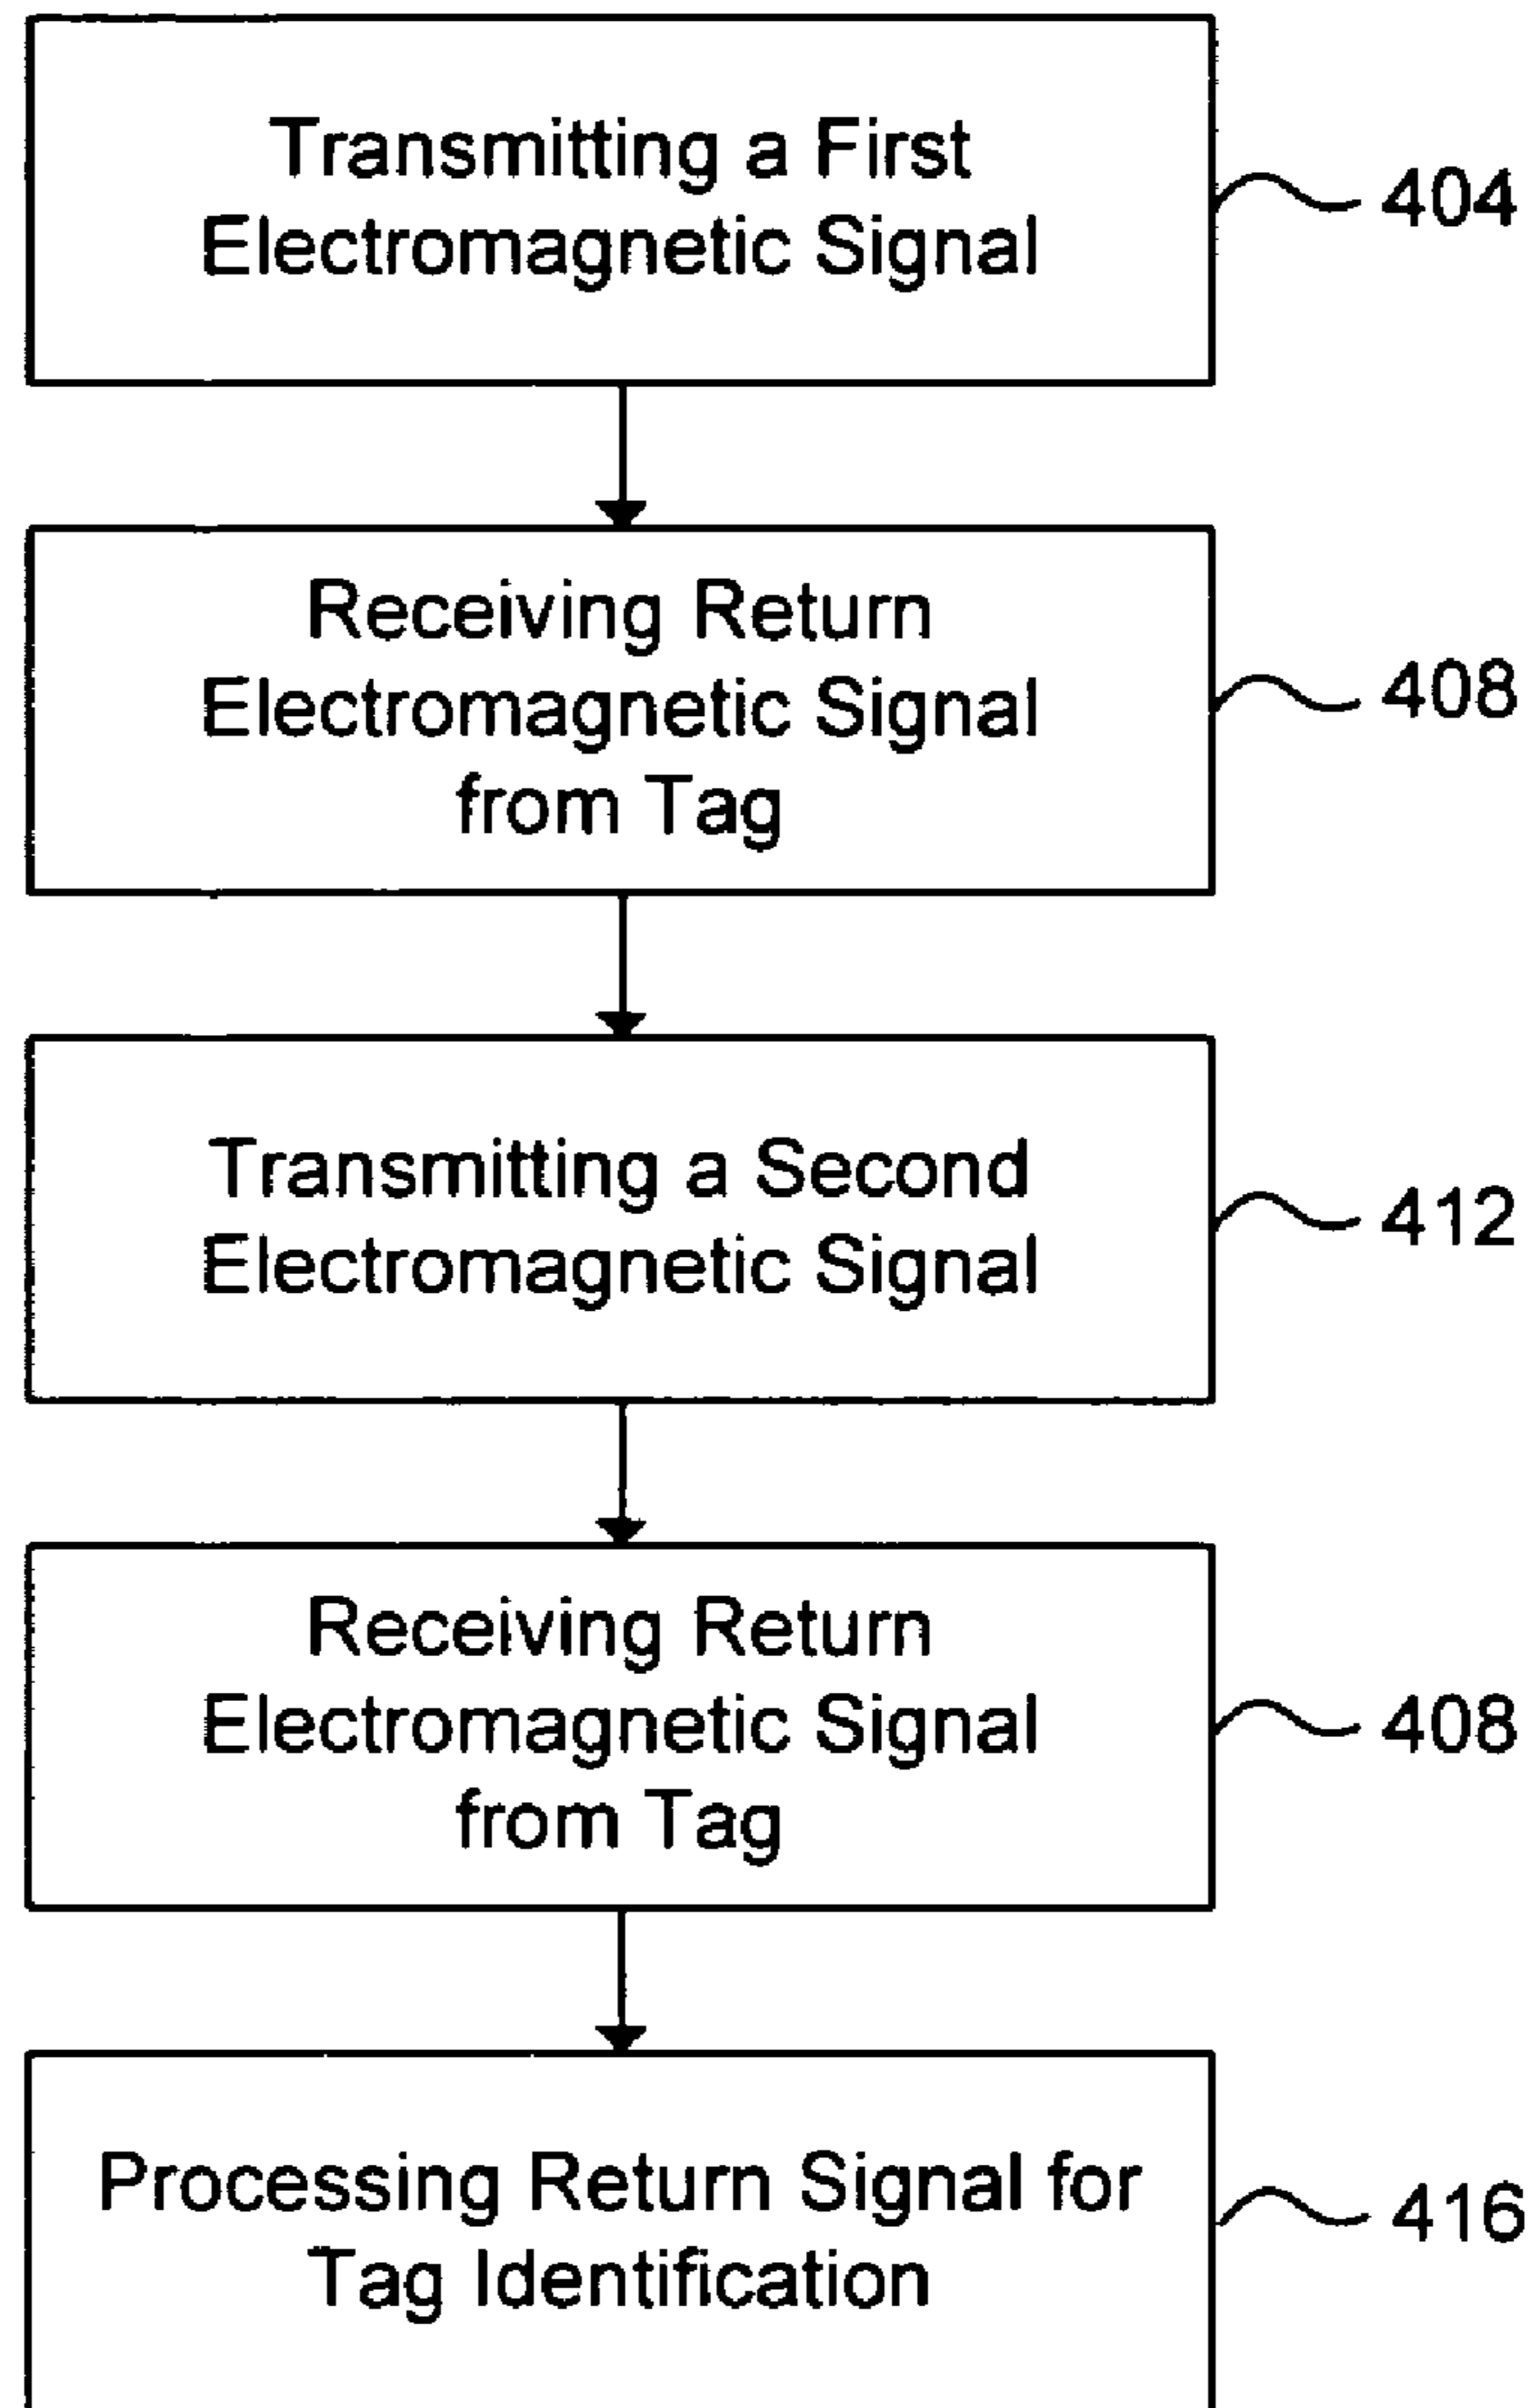 Transmitting a First
Electromagnetic Signal
404
Receiving Return
Electromagnetic Signal
from Tag
408
Transmitting a Second
Electromagnetic Signal
412
Receiving Return
Electromagnetic Signal
from Tag
408
Processing Return Signal for
Tag Identification
416